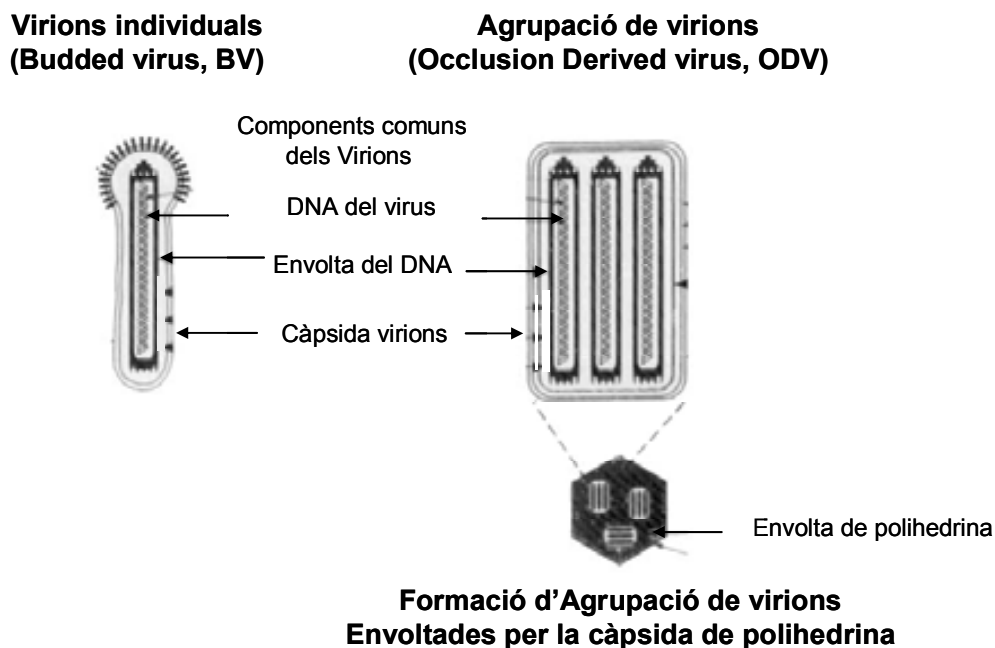 Virions individuals
(Budded virus, BV)
Agrupació de virions
(Occlusion Derived virus, ODV)
Components comuns
dels Virions
DNA del virus
Envolta del DNA
Càpsida virions
Envolta de polihedrina
Formació d'Agrupació de virions
Envoltades per la càpsida de polihedrina